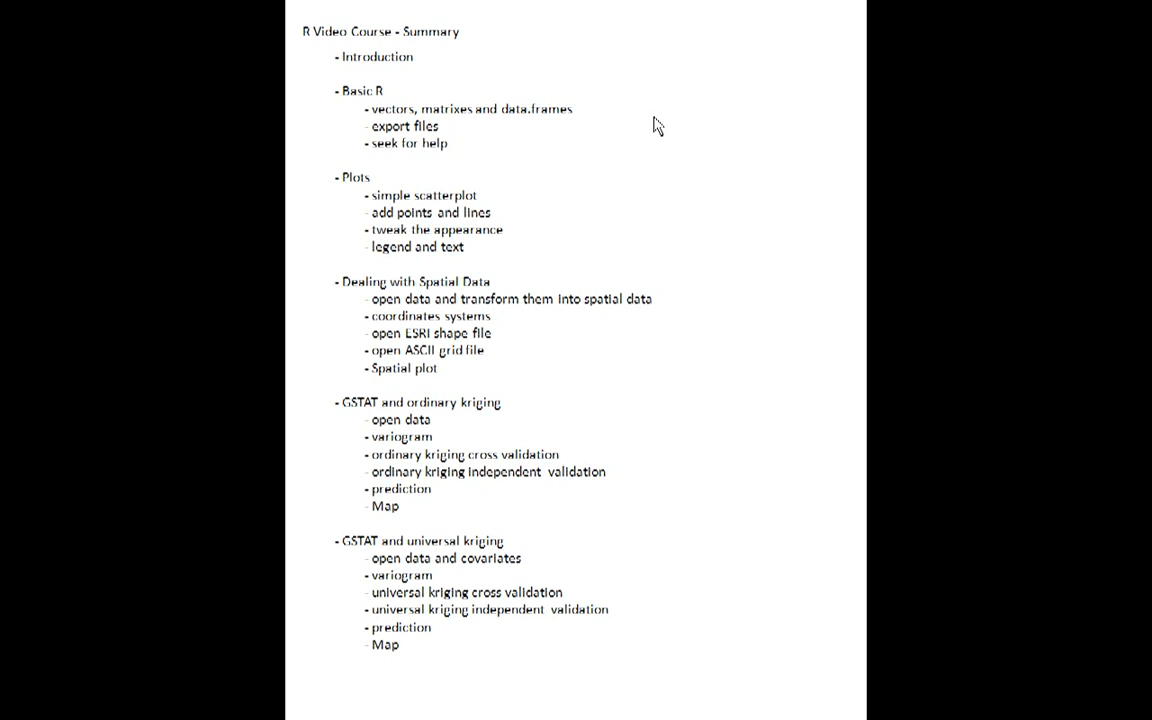 R Video Course - Summary
- Introduction
- Basic R
- vectors, matrixes and data.frames
- export files
- seek for help
- Plots
- simple scatterplot
- add points and lines
- tweak the appearance
- legend and text
- Dealing with Spatial Data
- open data and transform them into spatial data
- coordinates systems
- open ESRI shape file
- open ASCII grid file
- Spatial plot
- GSTAT and ordinary kriging
- open data
- variogram
- ordinary kriging cross validation
- ordinary kriging independent validation
- prediction
- Map
- GSTAT and universal kriging
- open data and covariates
- variogram
- universal kriging cross validation
- universal kriging independent validation
- prediction
- Map